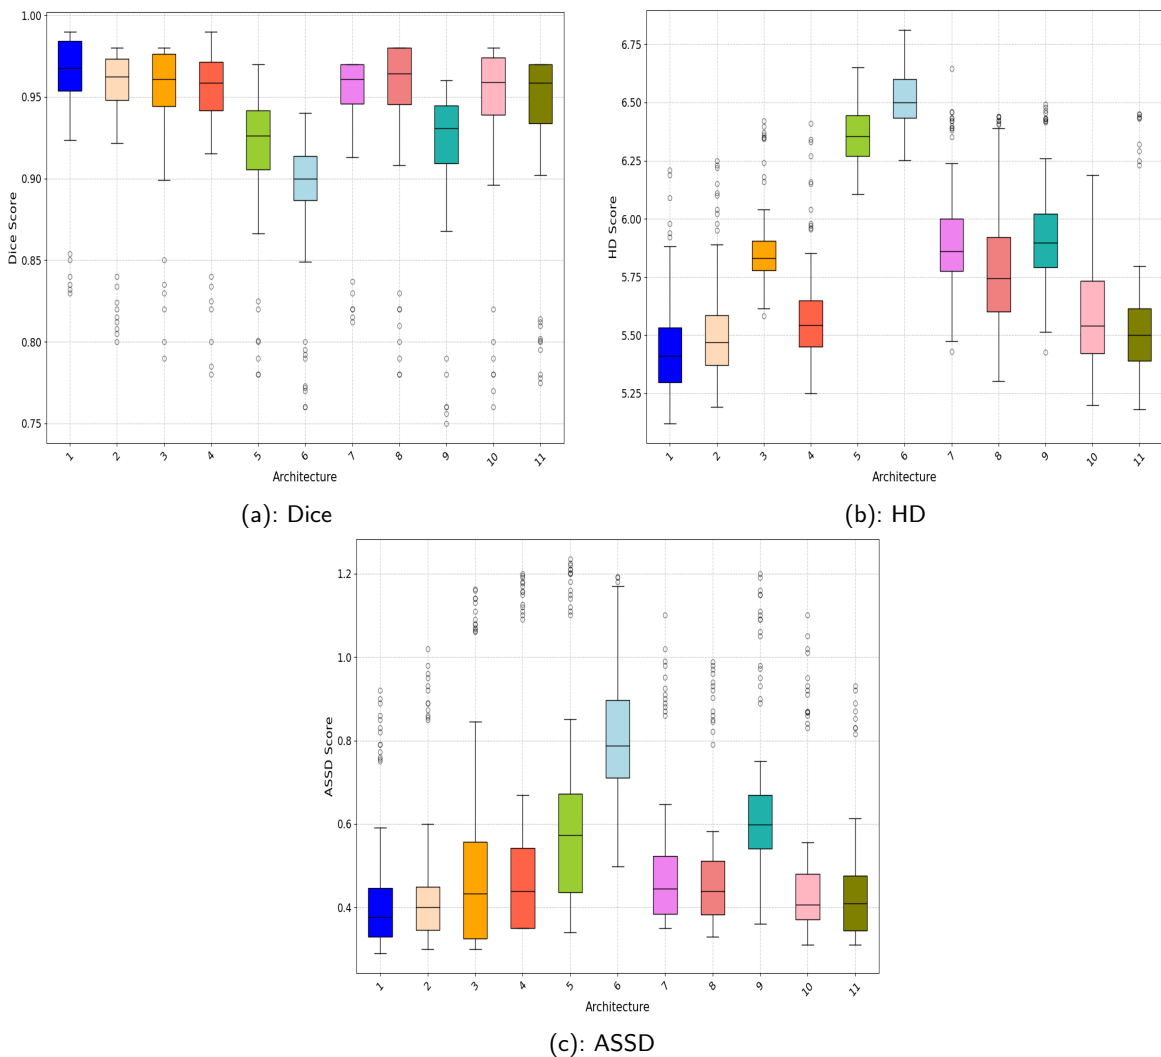 1.00
0.95
0.90
0.85
0.80
0.75
Dice Score
1 2 3 4 5 6 7 8 9 10 11
Architecture
(a): Dice
6.75
6.50
6.25
6.00
5.75
5.50
5.25
HD Score
1 2 3 4 5 6 7 8 9 10 11
Architecture
(b): HD
1.2
1.0
0.8
0.6
0.4
ASSD Score
1 2 3 4 5 6 7 8 9 10 11
Architecture
(c): ASSD